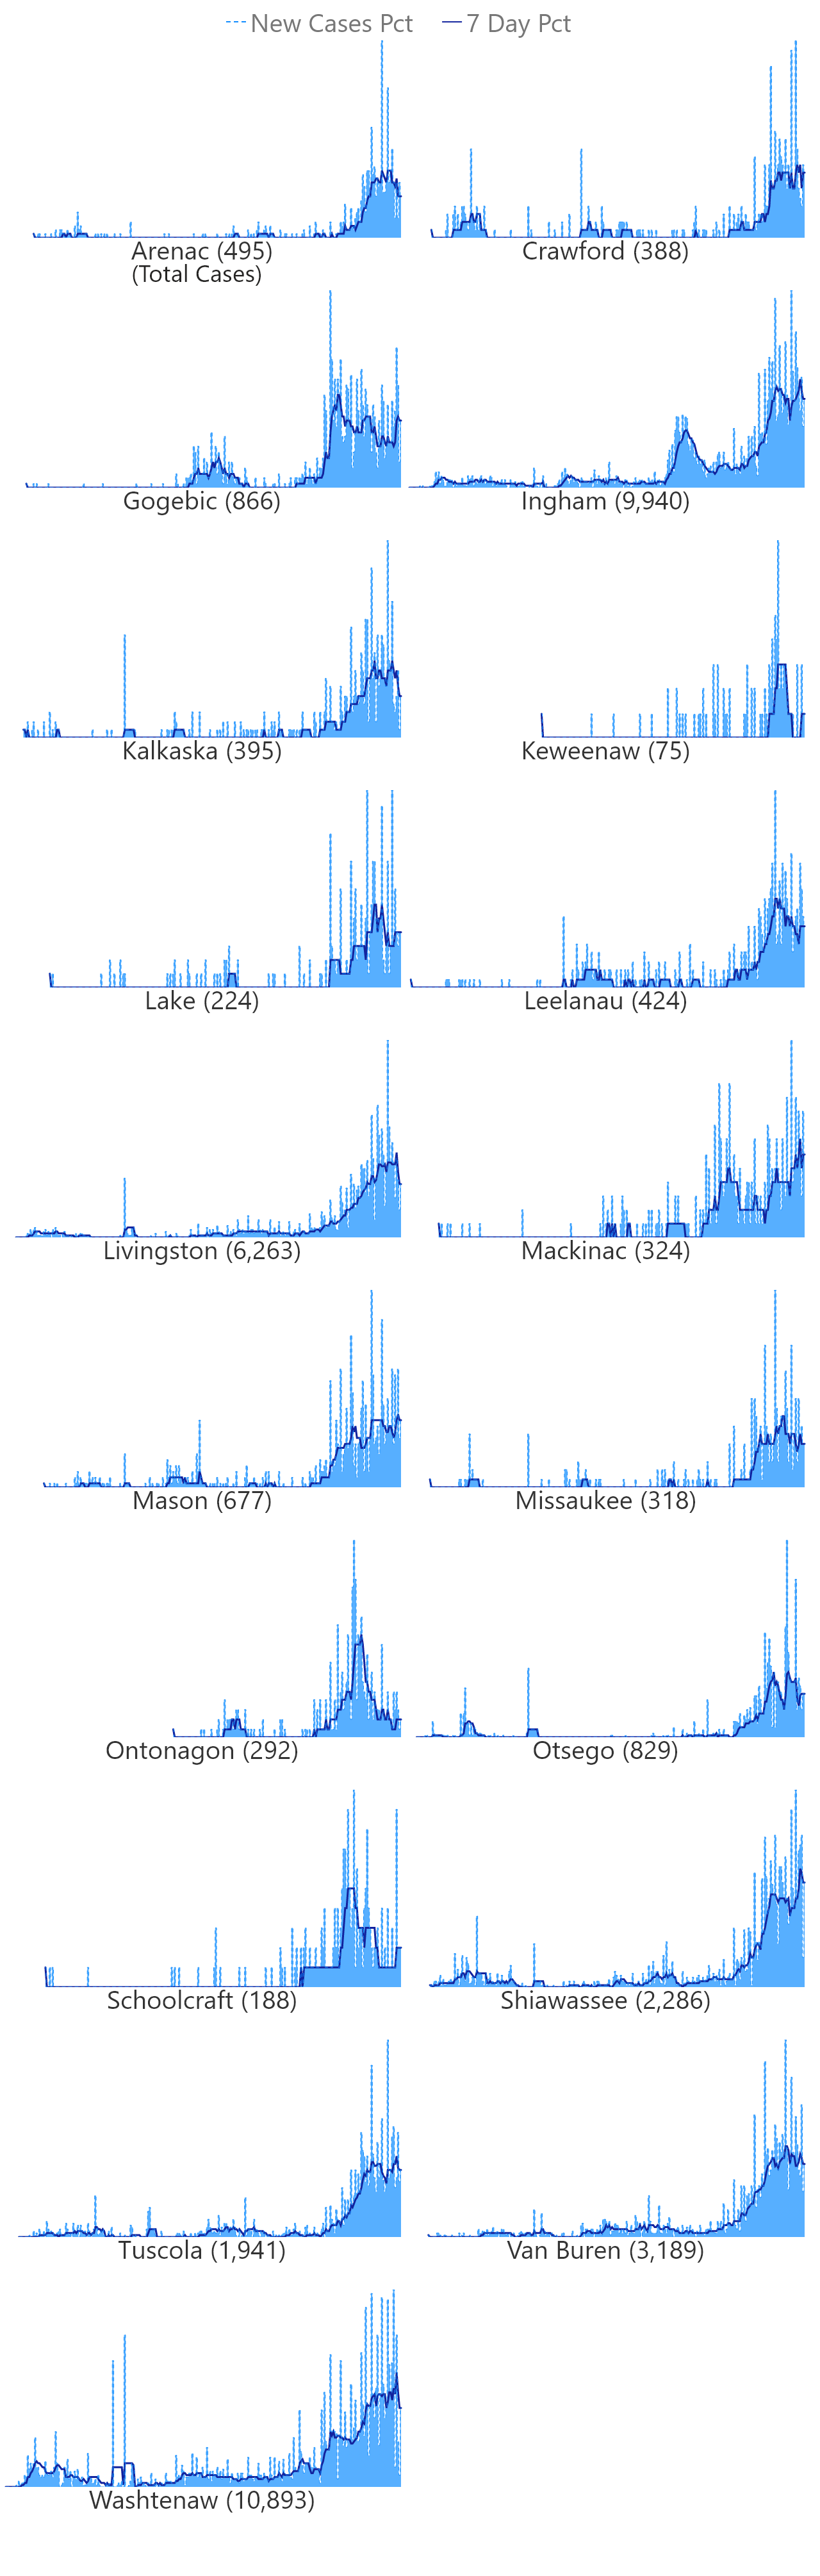 New Cases Pct 7 Day Pct
Arenac (495)
(Total Cases)
Crawford (388)
Gogebic (866)
Ingham (9,940)
Kalkaska (395)
Keweenaw (75)
Lake (224)
Leelanau (424)
Livingston (6,263)
Mackinac (324)
Mason (677)
Missaukee (318)
Ontonagon (292)
Otsego (829)
Schoolcraft (188)
Shiawassee (2,286)
Tuscola (1,941)
Van Buren (3,189)
Washtenaw (10,893)